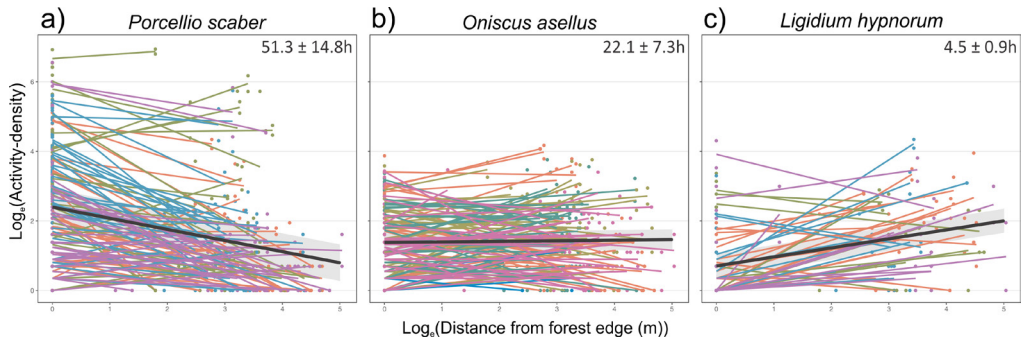 a) Porcellio scaber
51.3 ± 14.8h
b) Oniscus asellus
22.1 ± 7.3h
c) Ligidium hypnorum
4.5 ± 0.9h
Logₑ(Activity-density)
6
4
2
0
0 1 2 3 4 5
0 1 2 3 4 5
0 1 2 3 4 5
Logₑ(Distance from forest edge (m))